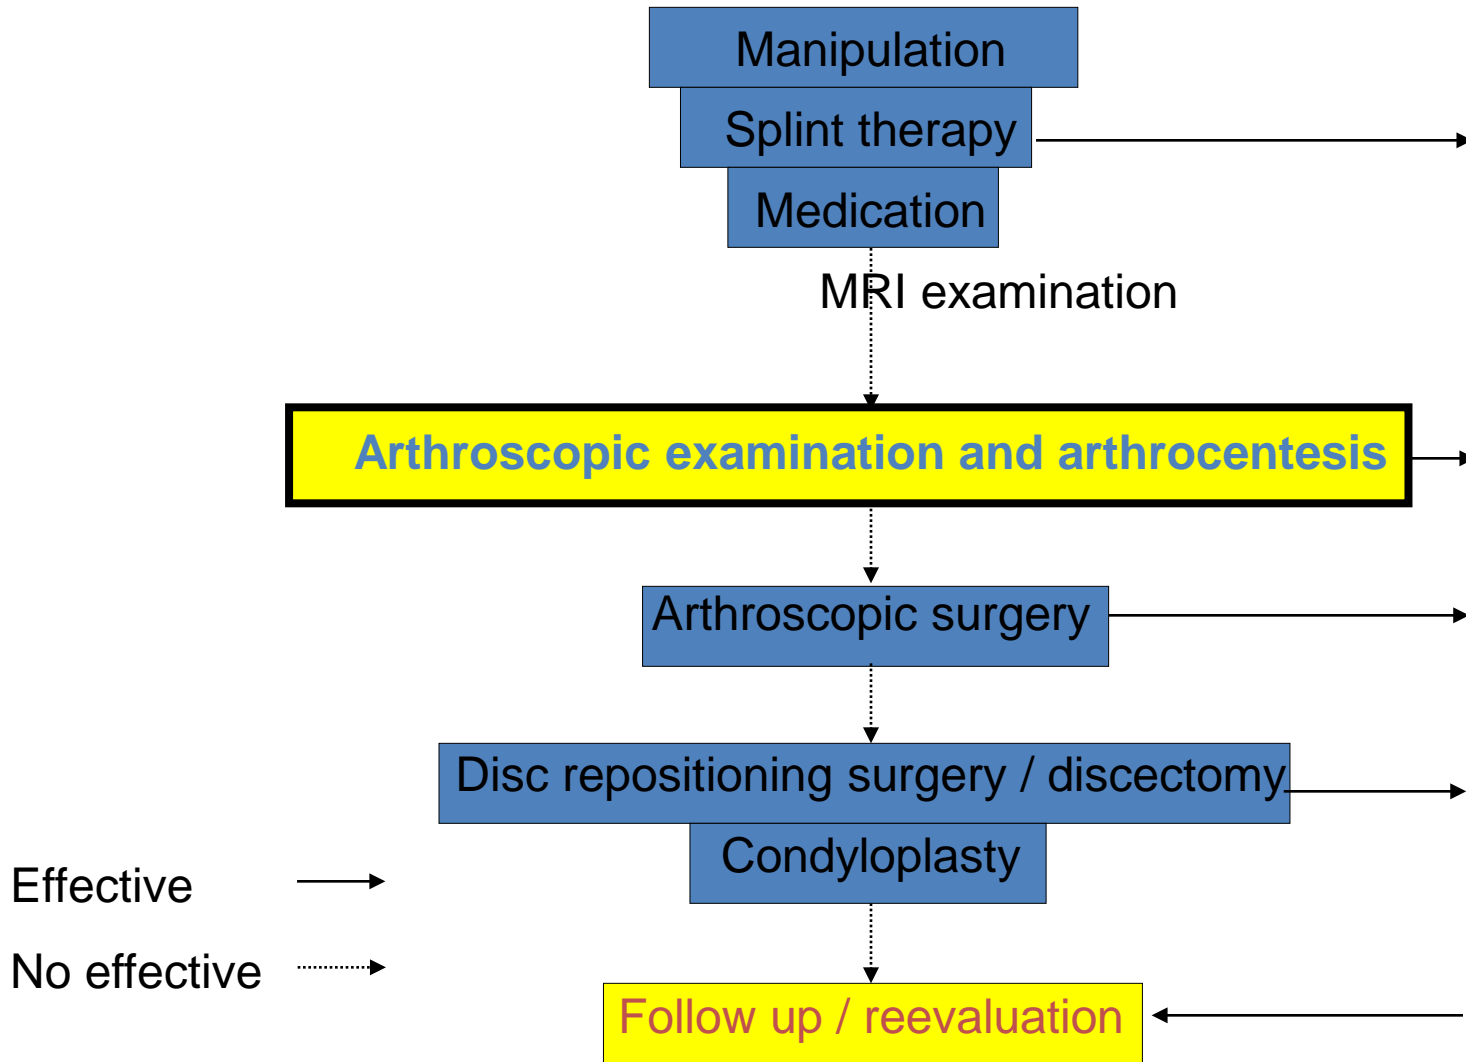 Manipulation
Splint therapy
Medication
MRI examination
Arthroscopic examination and arthrocentesis
Arthroscopic surgery
Disc repositioning surgery / discectomy
Condyloplasty
Effective
No effective
Follow up / reevaluation